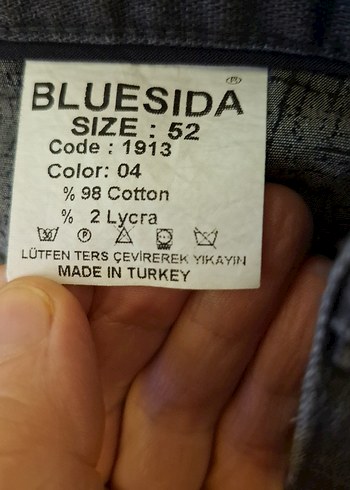 BLUESIDA
SIZE : 52
Code : 1913
Color: 04
% 98 Cotton
% 2 Lycra
LÜTFEN TERS ÇEVİREREK YIKAYIN
MADE IN TURKEY